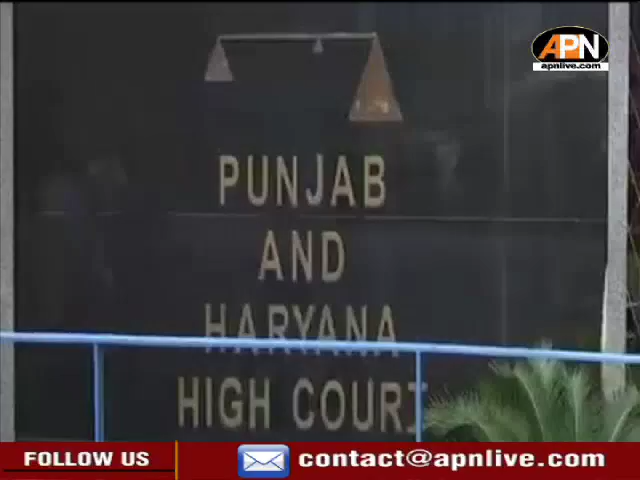 APN
apnlive.com
PUNJAB
AND
HARYANA
HIGH COURT
FOLLOW US
contact@apnlive.com